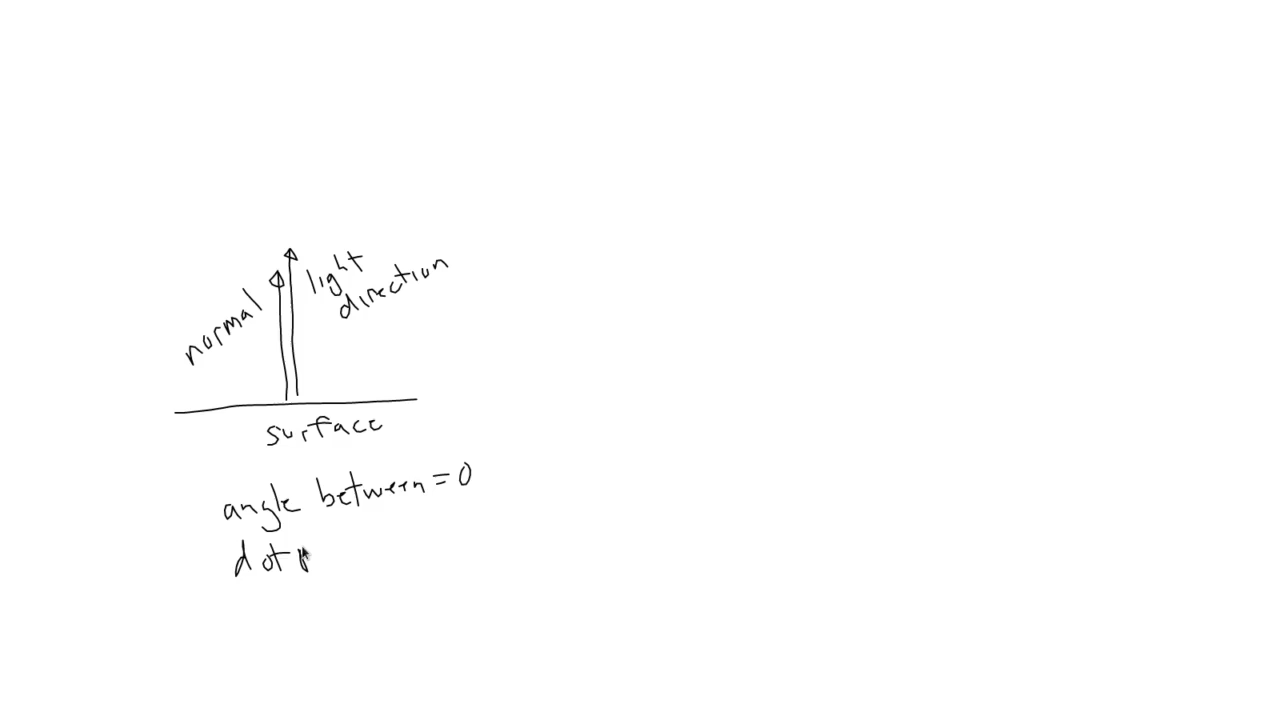 light
direction
normal
surface
angle between = 0
dot p